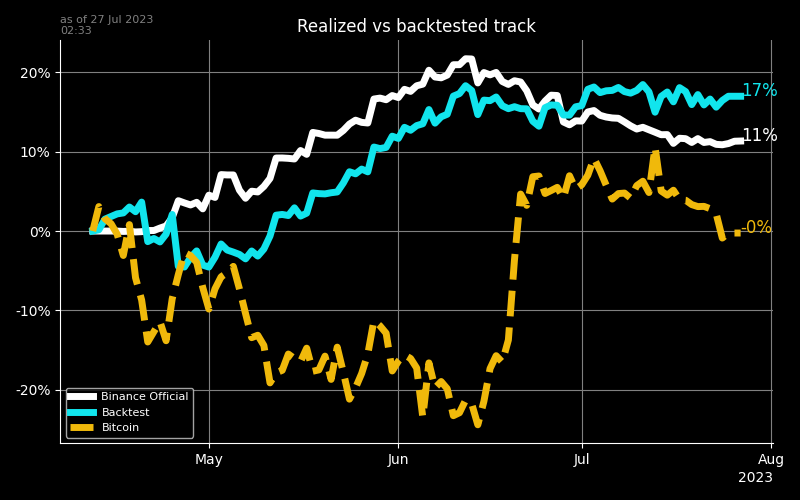 as of 27 Jul 2023
02:33
Realized vs backtested track
20%
10%
0%
-10%
-20%
17%
11%
-0%
Binance Official
Backtest
Bitcoin
May
Jun
Jul
Aug
2023